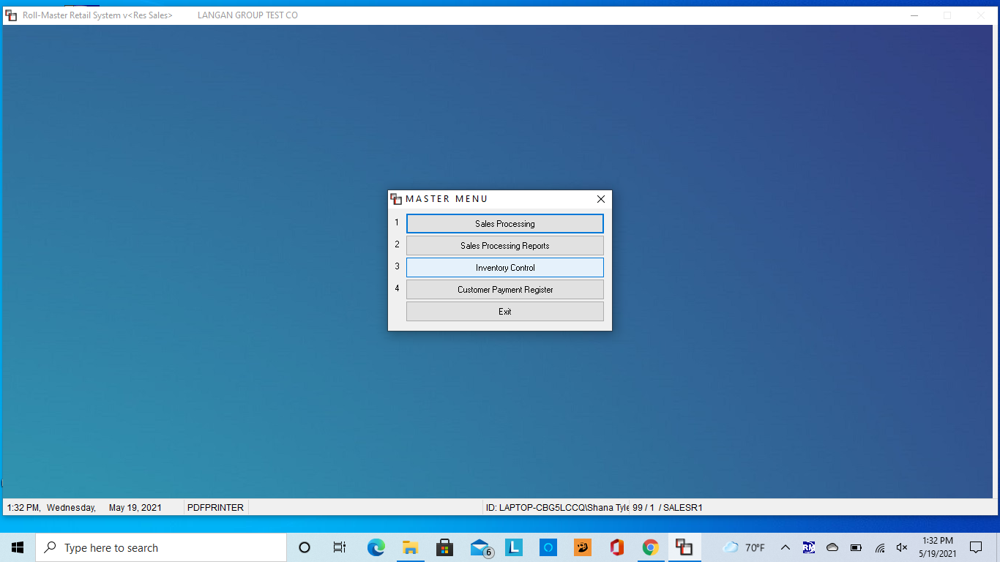 Roll-Master Retail System v<Res Sales> LANGAN GROUP TEST CO
MASTER MENU
1 Sales Processing
2 Sales Processing Reports
3 Inventory Control
4 Customer Payment Register
Exit
1:32 PM, Wednesday, May 19, 2021 PDFPRINTER ID: LAPTOP-CBG5LCCQ\Shana Tyle 99 / 1 / SALESR1
Type here to search 6 L 70°F RM 1:32 PM
5/19/2021